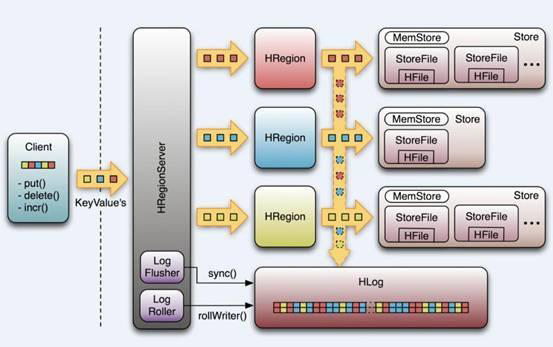 Client
- put()
- delete()
- incr()
KeyValue's
HRegionServer
Log
Flusher
Log
Roller
sync()
rollWriter()
HRegion
MemStore
Store
StoreFile
HFile
StoreFile
HFile
...
HRegion
MemStore
Store
StoreFile
HFile
HRegion
MemStore
Store
StoreFile
HFile
StoreFile
HFile
...
HLog